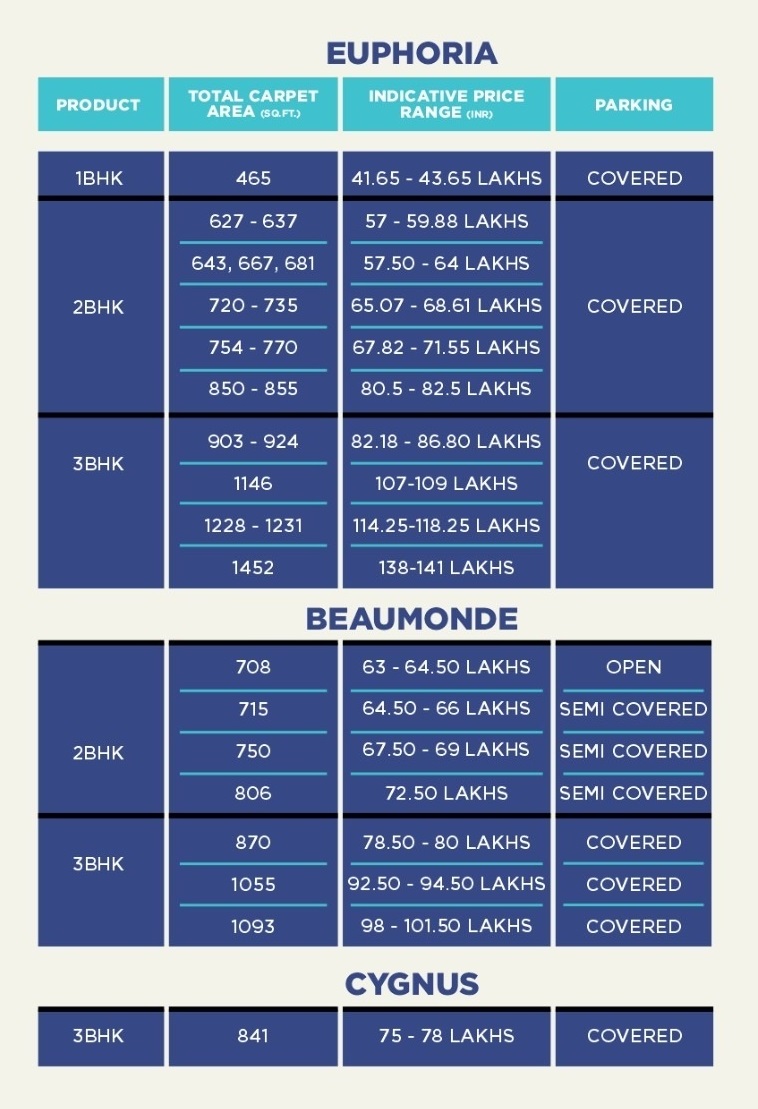 EUPHORIA
PRODUCT TOTAL CARPET AREA (SQ.FT.) INDICATIVE PRICE RANGE (INR) PARKING
1BHK 465 41.65 - 43.65 LAKHS COVERED
627 - 637 57 - 59.88 LAKHS
643, 667, 681 57.50 - 64 LAKHS
2BHK 720 - 735 65.07 - 68.61 LAKHS COVERED
754 - 770 67.82 - 71.55 LAKHS
850 - 855 80.5 - 82.5 LAKHS
903 - 924 82.18 - 86.80 LAKHS
3BHK COVERED
1146 107-109 LAKHS
1228 - 1231 114.25-118.25 LAKHS
1452 138-141 LAKHS
BEAUMONDE
708 63 - 64.50 LAKHS OPEN
715 64.50 - 66 LAKHS SEMI COVERED
2BHK 750 67.50 - 69 LAKHS SEMI COVERED
806 72.50 LAKHS SEMI COVERED
870 78.50 - 80 LAKHS COVERED
3BHK
1055 92.50 - 94.50 LAKHS COVERED
1093 98 - 101.50 LAKHS COVERED
CYGNUS
3BHK 841 75 - 78 LAKHS COVERED